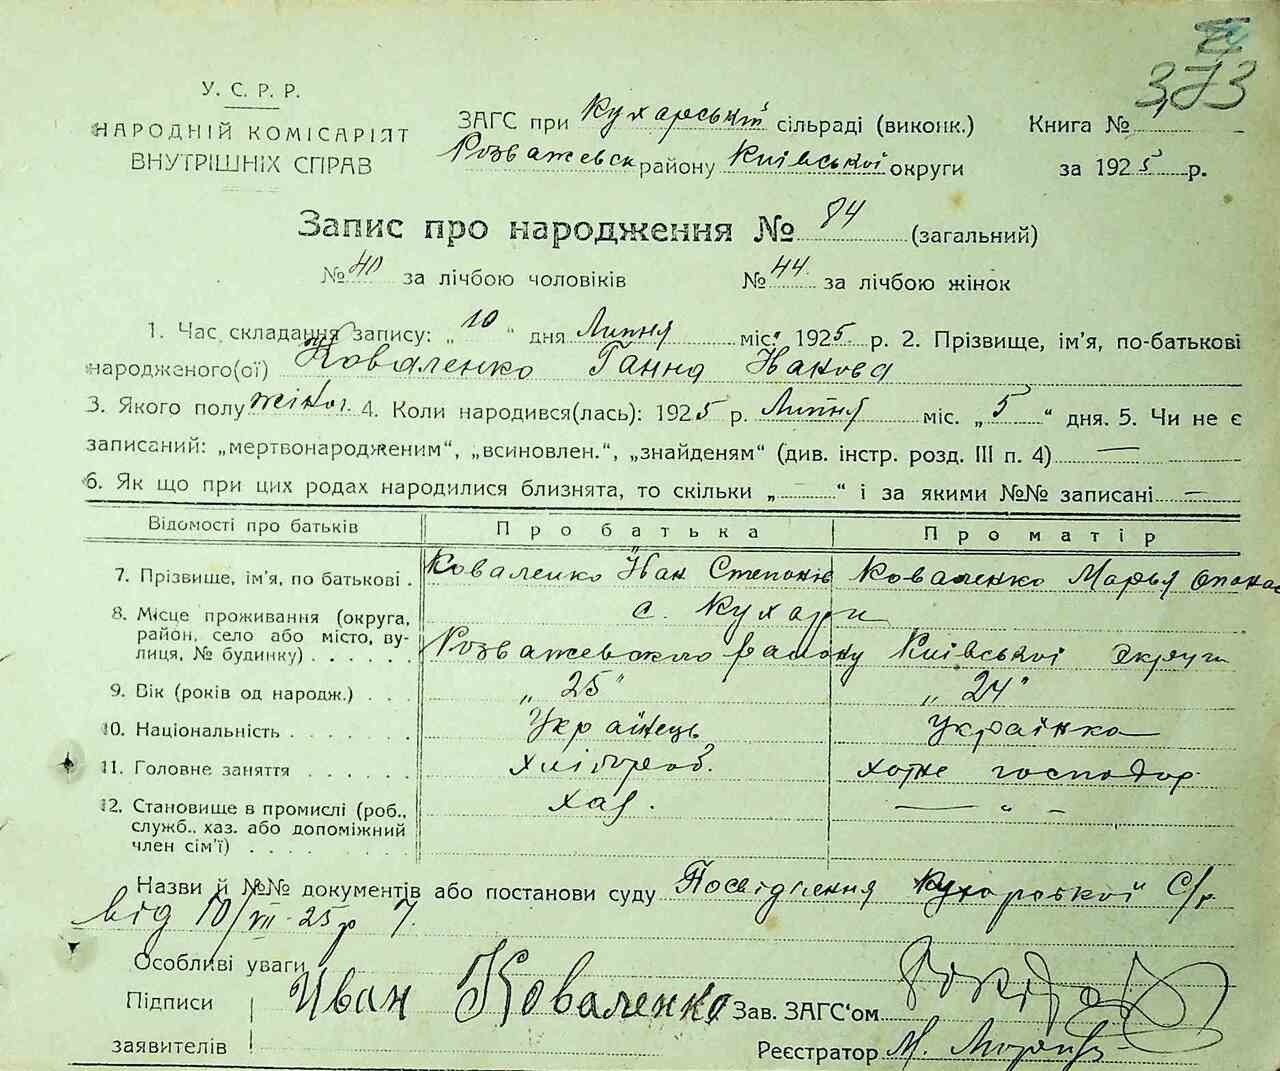 373
У. С. Р. Р.
НАРОДНІЙ КОМІСАРІЯТ
ВНУТРІШНІХ СПРАВ
ЗАГС при Кухарській сільраді (виконк.) Книга №
Розважевск району Київської округи за 1925 р.
Запис про народження № 84 (загальний)
№ 40 за лічбою чоловіків № 44 за лічбою жінок
1. Час складання запису: „10“ дня Липня міс. 1925 р. 2. Прізвище, ім'я, по-батькові
народженого(ої) Коваленко Ганна Ивановa
3. Якого полу жіноч. 4. Коли народився(лась): 1925 р. Липня міс. „5“ дня. 5. Чи не є
записаний: „мертвонародженим“, „всиновлен.“, „знайденям“ (див. інстр. розд. III п. 4) —
6. Як що при цих родах народилися близнята, то скільки „ “ і за якими №№ записані —
Відомості про батьків Про батька Про матір
7. Прізвище, ім'я, по батькові . Коваленко Иван Степанів Коваленко Марья Опанас
8. Місце проживання (округа, с. Кухари
район, село або місто, ву-
лиця, № будинку) . . . . . . Розважевского району Київської округи
9. Вік (років од народж.) . . „25“ „24“
10. Національність . . . . . . Українець Українка
11. Головне заняття . . . . . . хлібороб. хатнє господар
12. Становище в промислі (роб., хаз. — „ —
служб., хаз. або допоміжний
член сім'ї) . . . . . . .
Назви й №№ документів або постанови суду Посвідчення Кухарської С/р
від 10/VII-25 р 7.
Особливі уваги
Підписи Иван Коваленко Зав. ЗАГС'ом
заявителів Реєстратор М.